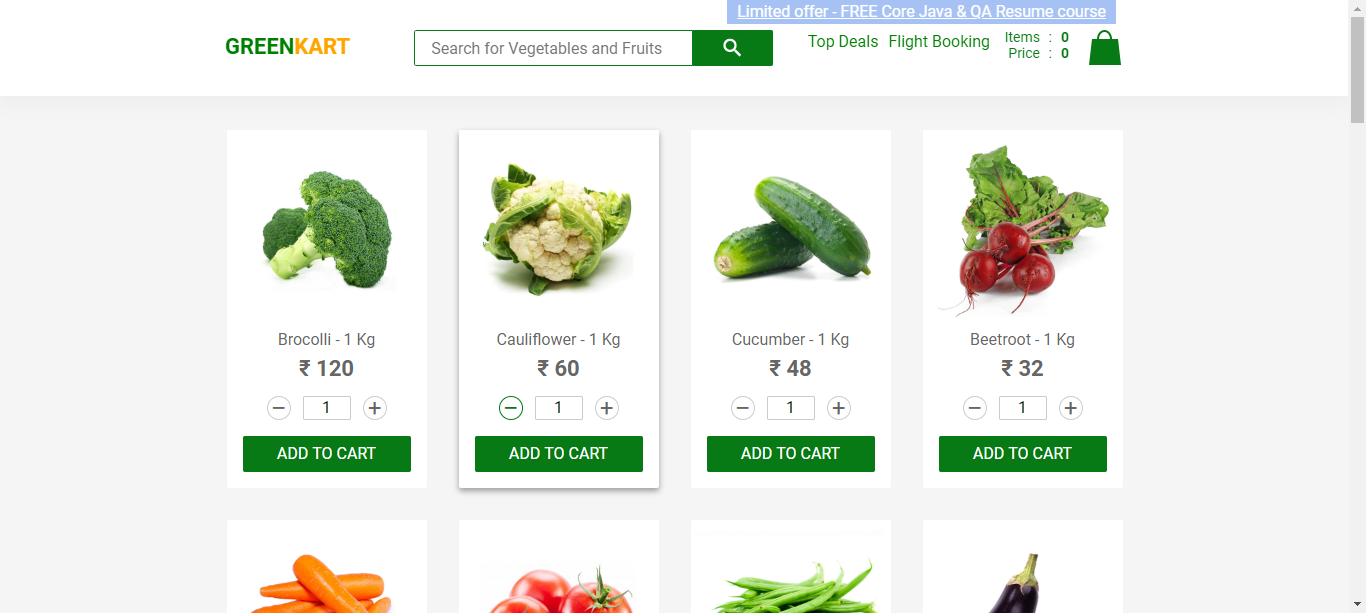 Limited offer - FREE Core Java & QA Resume course
GREENKART
Search for Vegetables and Fruits
Top Deals Flight Booking
Items : 0
Price : 0
Brocolli - 1 Kg
₹ 120
− 1 +
ADD TO CART
Cauliflower - 1 Kg
₹ 60
− 1 +
ADD TO CART
Cucumber - 1 Kg
₹ 48
− 1 +
ADD TO CART
Beetroot - 1 Kg
₹ 32
− 1 +
ADD TO CART